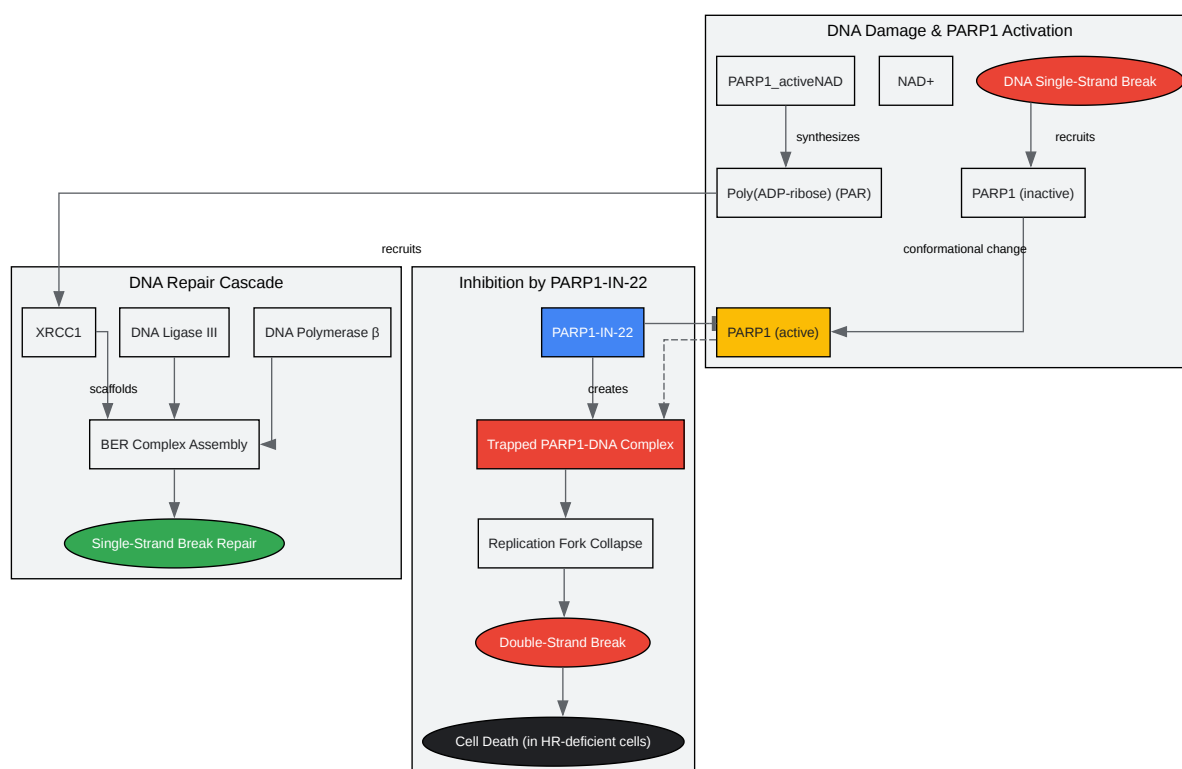 DNA Damage & PARP1 Activation
PARP1_activeNAD
NAD+
DNA Single-Strand Break
synthesizes
recruits
Poly(ADP-ribose) (PAR)
PARP1 (inactive)
recruits
conformational change
DNA Repair Cascade
Inhibition by PARP1-IN-22
XRCC1
DNA Ligase III
DNA Polymerase β
PARP1-IN-22
PARP1 (active)
scaffolds
creates
BER Complex Assembly
Trapped PARP1-DNA Complex
Single-Strand Break Repair
Replication Fork Collapse
Double-Strand Break
Cell Death (in HR-deficient cells)